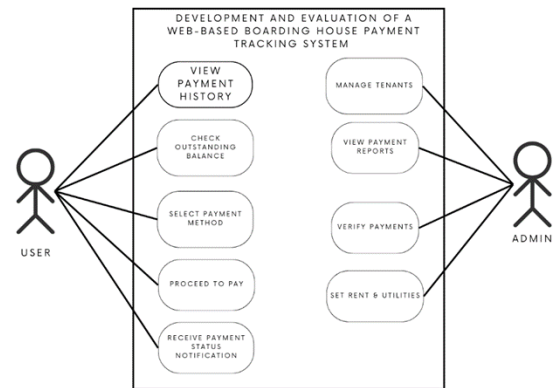 DEVELOPMENT AND EVALUATION OF A
WEB-BASED BOARDING HOUSE PAYMENT
TRACKING SYSTEM
VIEW
PAYMENT
HISTORY
CHECK
OUTSTANDING
BALANCE
SELECT PAYMENT
METHOD
PROCEED TO PAY
RECEIVE PAYMENT
STATUS
NOTIFICATION
MANAGE TENANTS
VIEW PAYMENT
REPORTS
VERIFY PAYMENTS
SET RENT & UTILITIES
USER
ADMIN